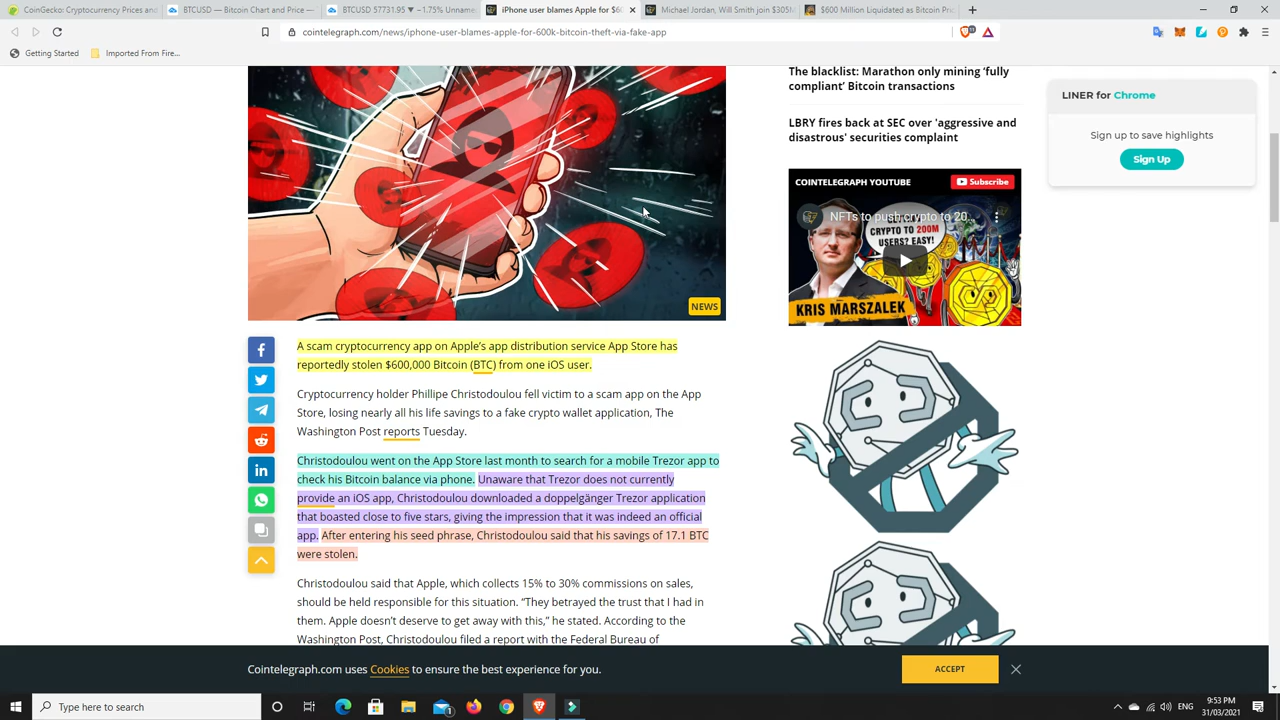 CoinGecko: Cryptocurrency Prices and
BTCUSD — Bitcoin Chart and Price —
BTCUSD 57731.95 ▼ −1.75% Unname
iPhone user blames Apple for $60
Michael Jordan, Will Smith join $305M
$600 Million Liquidated as Bitcoin Pri
cointelegraph.com/news/iphone-user-blames-apple-for-600k-bitcoin-theft-via-fake-app
Getting Started
Imported From Fire...
The blacklist: Marathon only mining 'fully
compliant' Bitcoin transactions
LBRY fires back at SEC over 'aggressive and
disastrous' securities complaint
LINER for Chrome
Sign up to save highlights
Sign Up
COINTELEGRAPH YOUTUBE
Subscribe
NFTs to push crypto to 20...
CRYPTO TO 200M
USERS? EASY!
KRIS MARSZALEK
NEWS
A scam cryptocurrency app on Apple's app distribution service App Store has
reportedly stolen $600,000 Bitcoin (BTC) from one iOS user.
Cryptocurrency holder Phillipe Christodoulou fell victim to a scam app on the App
Store, losing nearly all his life savings to a fake crypto wallet application, The
Washington Post reports Tuesday.
Christodoulou went on the App Store last month to search for a mobile Trezor app to
check his Bitcoin balance via phone. Unaware that Trezor does not currently
provide an iOS app, Christodoulou downloaded a doppelgänger Trezor application
that boasted close to five stars, giving the impression that it was indeed an official
app. After entering his seed phrase, Christodoulou said that his savings of 17.1 BTC
were stolen.
Christodoulou said that Apple, which collects 15% to 30% commissions on sales,
should be held responsible for this situation. "They betrayed the trust that I had in
them. Apple doesn't deserve to get away with this," he stated. According to the
Washington Post, Christodoulou filed a report with the Federal Bureau of
Cointelegraph.com uses Cookies to ensure the best experience for you.
ACCEPT
Type here to search
ENG
9:53 PM
31/03/2021